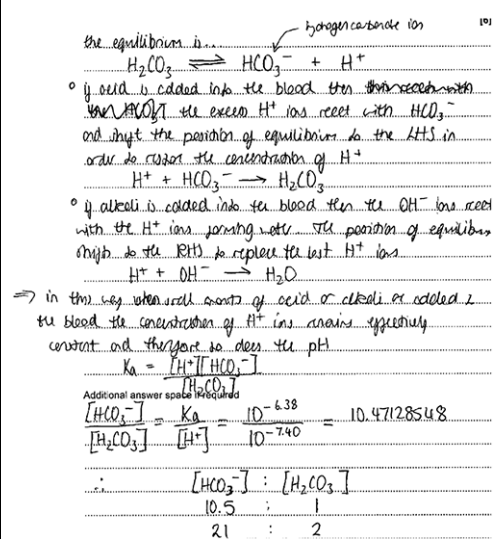 hydrogencarbonate ion
[9]
the equilibrium is...
H₂CO₃ ⇌ HCO₃⁻ + H⁺
° if acid is added into the blood then
the excess H⁺ ions react with HCO₃⁻
and shift the position of equilibrium to the LHS in
order to restore the concentration of H⁺
H⁺ + HCO₃⁻ → H₂CO₃
° if alkali is added into the blood then the OH⁻ ions react
with the H⁺ ions forming water. The position of equilibrium
shifts to the RHS to replace the lost H⁺ ions
H⁺ + OH⁻ → H₂O
⇒ in this way when small amounts of acid or alkali are added 2
the blood the concentration of H⁺ ions remains effectively
constant and therefore so does the pH
Ka = [H⁺][HCO₃⁻] / [H₂CO₃]
Additional answer space if required
[HCO₃⁻] / [H₂CO₃] = Ka / [H⁺] = 10^-6.38 / 10^-7.40 = 10.47128548
∴ [HCO₃⁻] : [H₂CO₃]
10.5 : 1
21 : 2